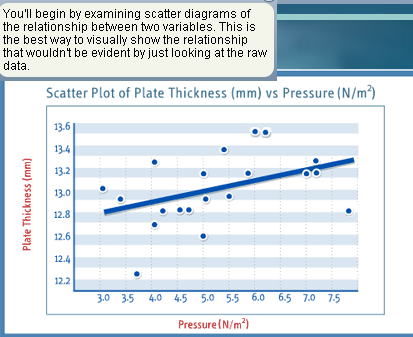 You'll begin by examining scatter diagrams of
the relationship between two variables. This is
the best way to visually show the relationship
that wouldn't be evident by just looking at the raw
data.
Scatter Plot of Plate Thickness (mm) vs Pressure (N/m²)
Plate Thickness (mm)
13.6
13.4
13.2
13.0
12.8
12.6
12.4
12.2
3.0 3.5 4.0 4.5 5.0 5.5 6.0 6.5 7.0 7.5
Pressure (N/m²)